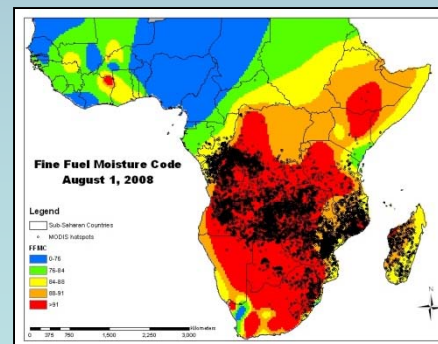 Fine Fuel Moisture Code
August 1, 2008
Legend
Sub-Saharan Countries
MODIS hotspots
FFMC
0-76
76-84
84-88
88-91
>91
0 375 750 1,500 2,250 3,000 Kilometers
N